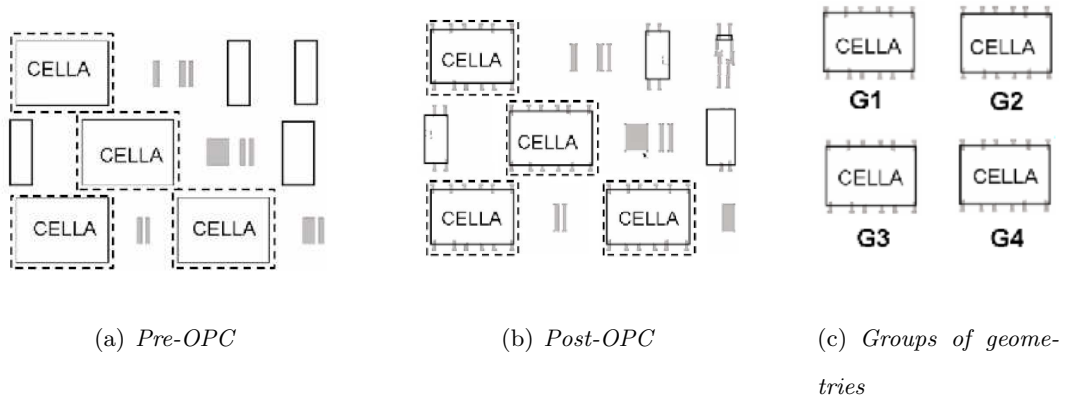 CELLA
CELLA
CELLA
CELLA
(a) Pre-OPC
CELLA
CELLA
CELLA
CELLA
(b) Post-OPC
CELLA
CELLA
G1
G2
CELLA
CELLA
G3
G4
(c) Groups of geome-
tries